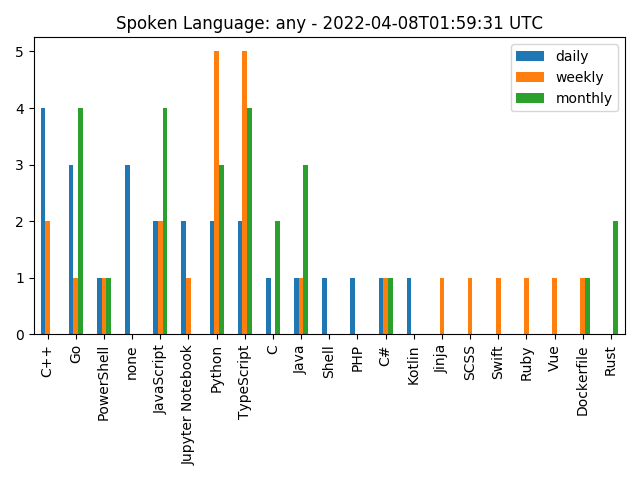 Spoken Language: any - 2022-04-08T01:59:31 UTC
daily
weekly
monthly
5
4
3
2
1
0
C++
Go
PowerShell
none
JavaScript
Jupyter Notebook
Python
TypeScript
C
Java
Shell
PHP
C#
Kotlin
Jinja
SCSS
Swift
Ruby
Vue
Dockerfile
Rust